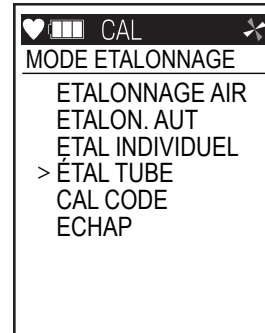 CAL
MODE ETALONNAGE
ETALONNAGE AIR
ETALON. AUT
ETAL INDIVIDUEL
> ÉTAL TUBE
CAL CODE
ECHAP